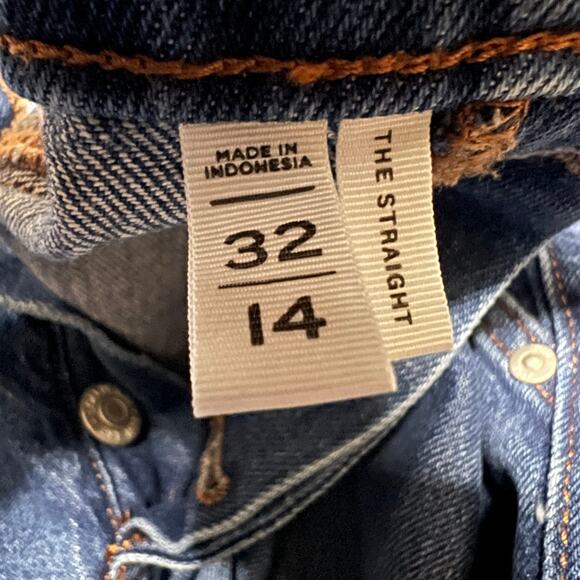 MADE IN
INDONESIA
32
14
THE STRAIGHT